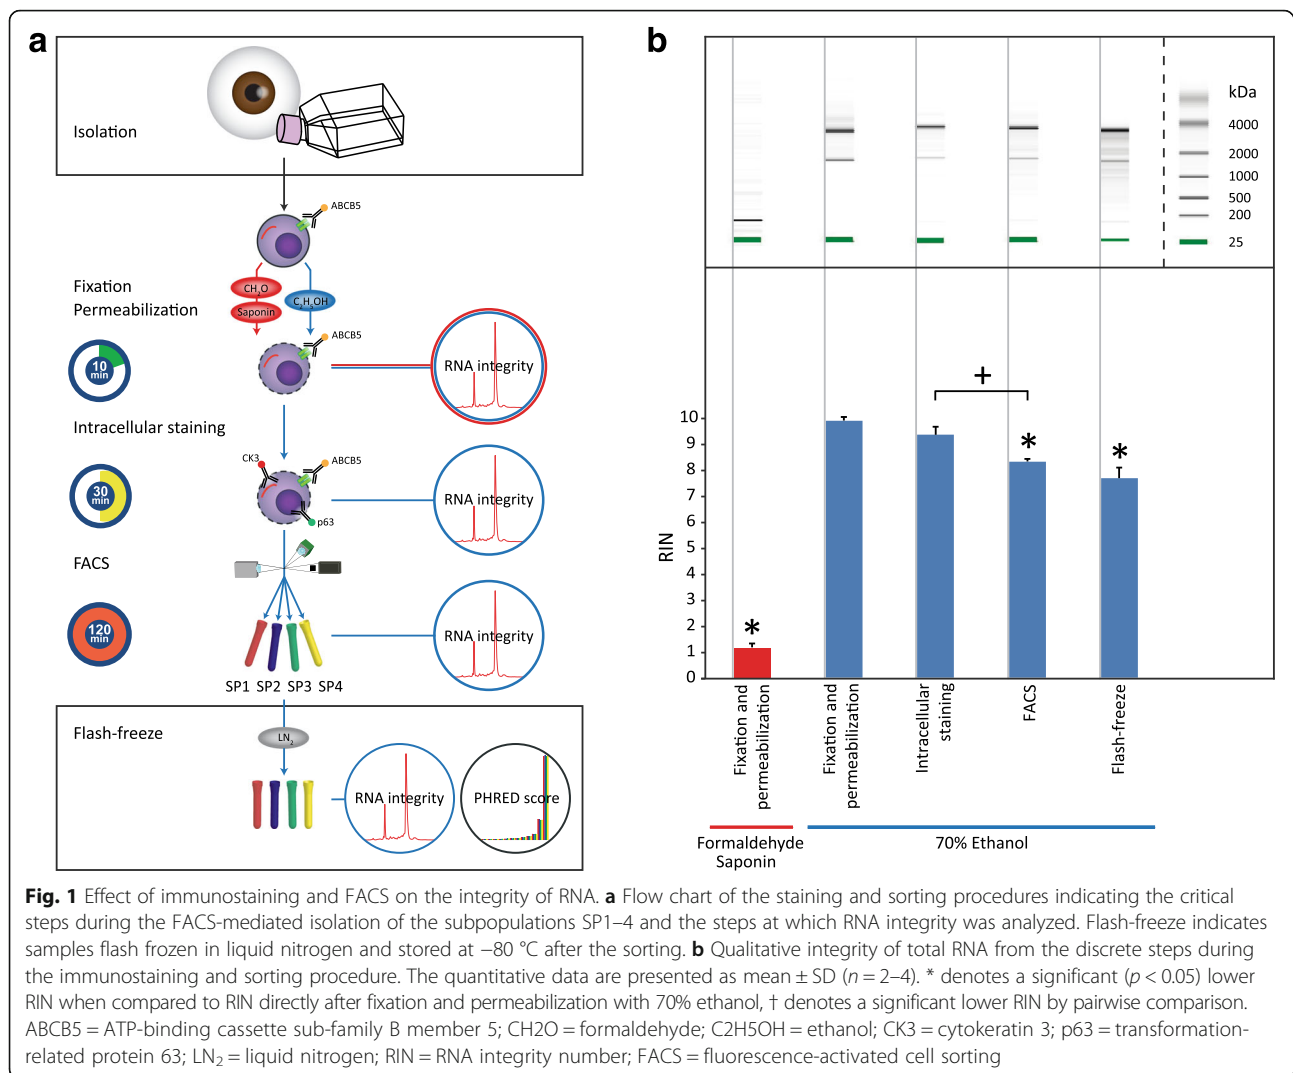 a
Isolation
ABCB5
Fixation
Permeabilization
CH2O
Saponin
C2H5OH
ABCB5
10
min
RNA integrity
Intracellular staining
CK3
ABCB5
30
min
RNA integrity
p63
FACS
120
min
RNA integrity
SP1 SP2 SP3 SP4
Flash-freeze
LN2
RNA integrity
PHRED score
b
kDa
4000
2000
1000
500
200
25
+
RIN
10
9
8
7
6
5
4
3
2
1
0
*
*
*
Fixation and
permeabilization
Fixation and
permeabilization
Intracellular
staining
FACS
Flash-freeze
Formaldehyde
Saponin
70% Ethanol
Fig. 1 Effect of immunostaining and FACS on the integrity of RNA. a Flow chart of the staining and sorting procedures indicating the critical
steps during the FACS-mediated isolation of the subpopulations SP1–4 and the steps at which RNA integrity was analyzed. Flash-freeze indicates
samples flash frozen in liquid nitrogen and stored at −80 °C after the sorting. b Qualitative integrity of total RNA from the discrete steps during
the immunostaining and sorting procedure. The quantitative data are presented as mean ± SD (n = 2–4). * denotes a significant (p < 0.05) lower
RIN when compared to RIN directly after fixation and permeabilization with 70% ethanol, † denotes a significant lower RIN by pairwise comparison.
ABCB5 = ATP-binding cassette sub-family B member 5; CH2O = formaldehyde; C2H5OH = ethanol; CK3 = cytokeratin 3; p63 = transformation-
related protein 63; LN2 = liquid nitrogen; RIN = RNA integrity number; FACS = fluorescence-activated cell sorting